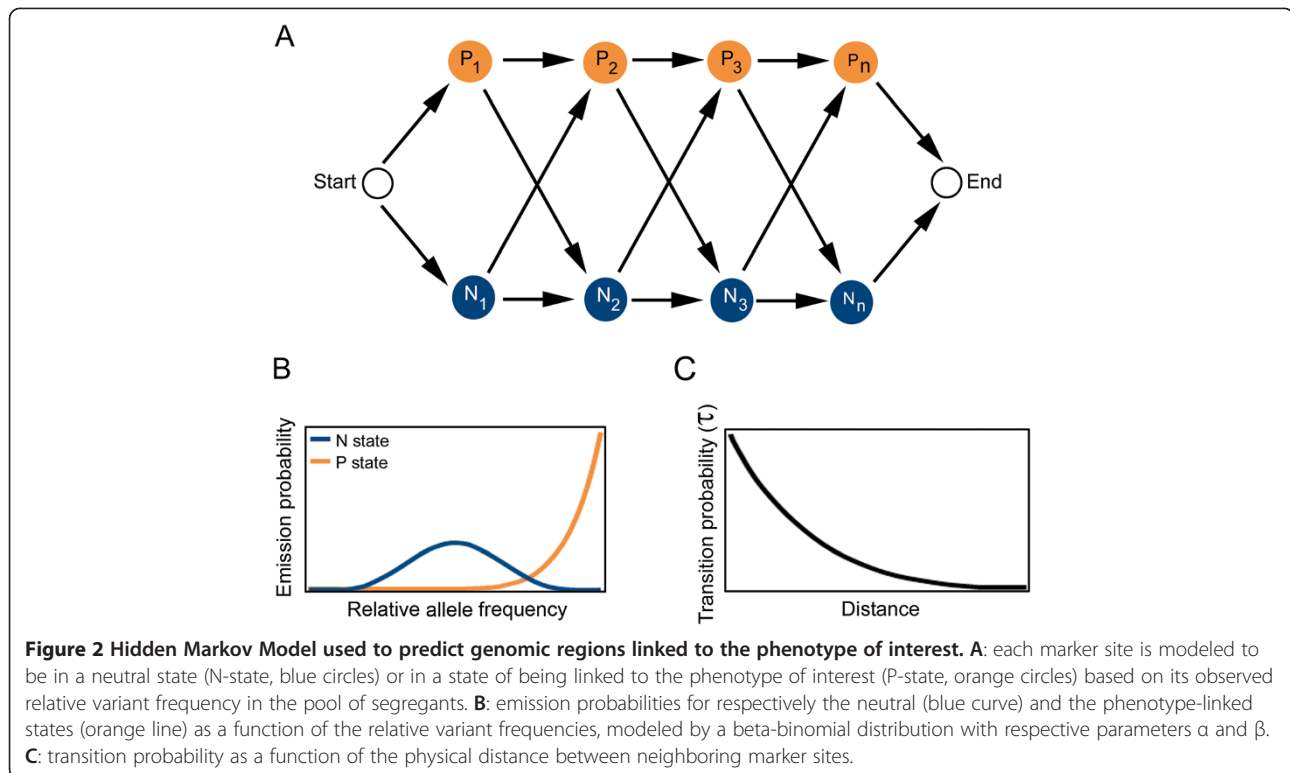 A
P1 P2 P3 Pn
Start End
N1 N2 N3 Nn
B
Emission probability
N state
P state
Relative allele frequency
C
Transition probability (τ)
Distance
Figure 2 Hidden Markov Model used to predict genomic regions linked to the phenotype of interest. A: each marker site is modeled to
be in a neutral state (N-state, blue circles) or in a state of being linked to the phenotype of interest (P-state, orange circles) based on its observed
relative variant frequency in the pool of segregants. B: emission probabilities for respectively the neutral (blue curve) and the phenotype-linked
states (orange line) as a function of the relative variant frequencies, modeled by a beta-binomial distribution with respective parameters α and β.
C: transition probability as a function of the physical distance between neighboring marker sites.